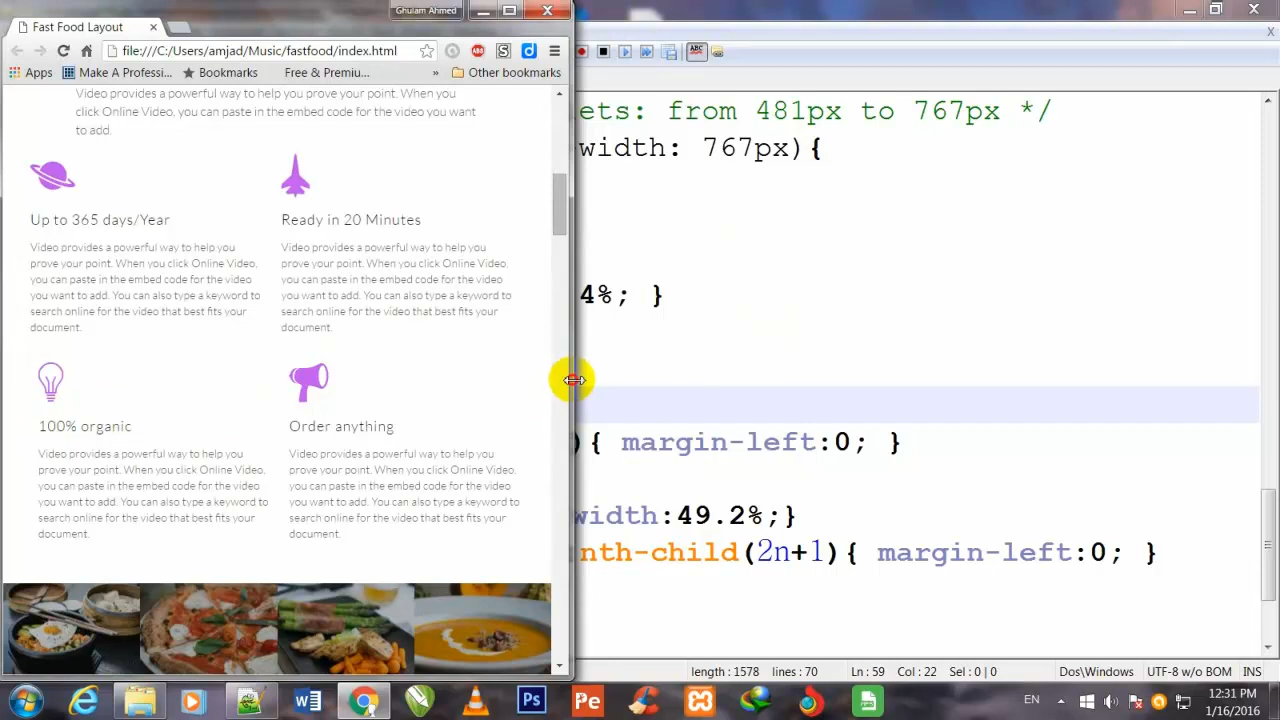 Ghulam Ahmed
Fast Food Layout
file:///C:/Users/amjad/Music/fastfood/index.html
Apps
Make A Professi...
Bookmarks
Free & Premiu...
»
Other bookmarks
Video provides a powerful way to help you prove your point. When you
click Online Video, you can paste in the embed code for the video you want
to add.
Up to 365 days/Year
Video provides a powerful way to help you
prove your point. When you click Online Video,
you can paste in the embed code for the video
you want to add. You can also type a keyword to
search online for the video that best fits your
document.
Ready in 20 Minutes
Video provides a powerful way to help you
prove your point. When you click Online Video,
you can paste in the embed code for the video
you want to add. You can also type a keyword to
search online for the video that best fits your
document.
100% organic
Video provides a powerful way to help you
prove your point. When you click Online Video,
you can paste in the embed code for the video
you want to add. You can also type a keyword to
search online for the video that best fits your
document.
Order anything
Video provides a powerful way to help you
prove your point. When you click Online Video,
you can paste in the embed code for the video
you want to add. You can also type a keyword to
search online for the video that best fits your
document.
ABC
ets: from 481px to 767px */
width: 767px){
4%; }
){ margin-left:0; }
width:49.2%;}
nth-child(2n+1){ margin-left:0; }
length : 1578 lines : 70
Ln : 59 Col : 22 Sel : 0 | 0
Dos\Windows
UTF-8 w/o BOM
INS
Ps
Pe
EN
12:31 PM
1/16/2016